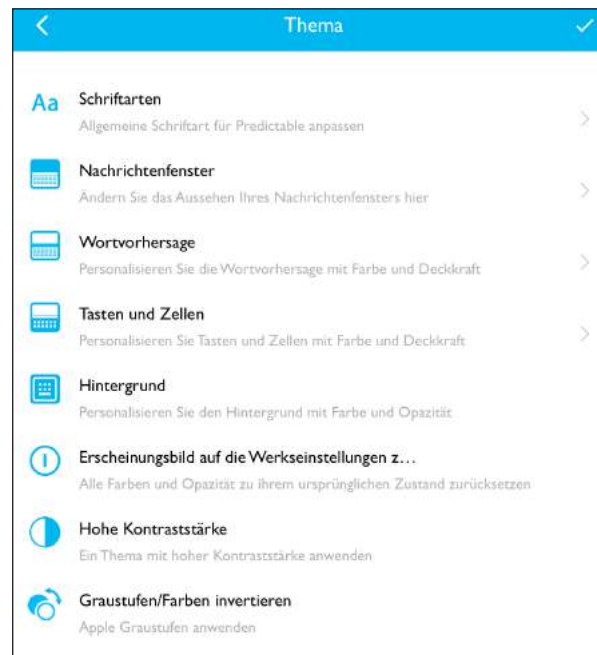 Thema
Aa
Schriftarten
Allgemeine Schriftart für Predictable anpassen
Nachrichtenfenster
Ändern Sie das Aussehen Ihres Nachrichtenfensters hier
Wortvorhersage
Personalisieren Sie die Wortvorhersage mit Farbe und Deckkraft
Tasten und Zellen
Personalisieren Sie Tasten und Zellen mit Farbe und Deckkraft
Hintergrund
Personalisieren Sie den Hintergrund mit Farbe und Opazität
Erscheinungsbild auf die Werkseinstellungen z...
Alle Farben und Opazität zu ihrem ursprünglichen Zustand zurücksetzen
Hohe Kontraststärke
Ein Thema mit hoher Kontraststärke anwenden
Graustufen/Farben invertieren
Apple Graustufen anwenden